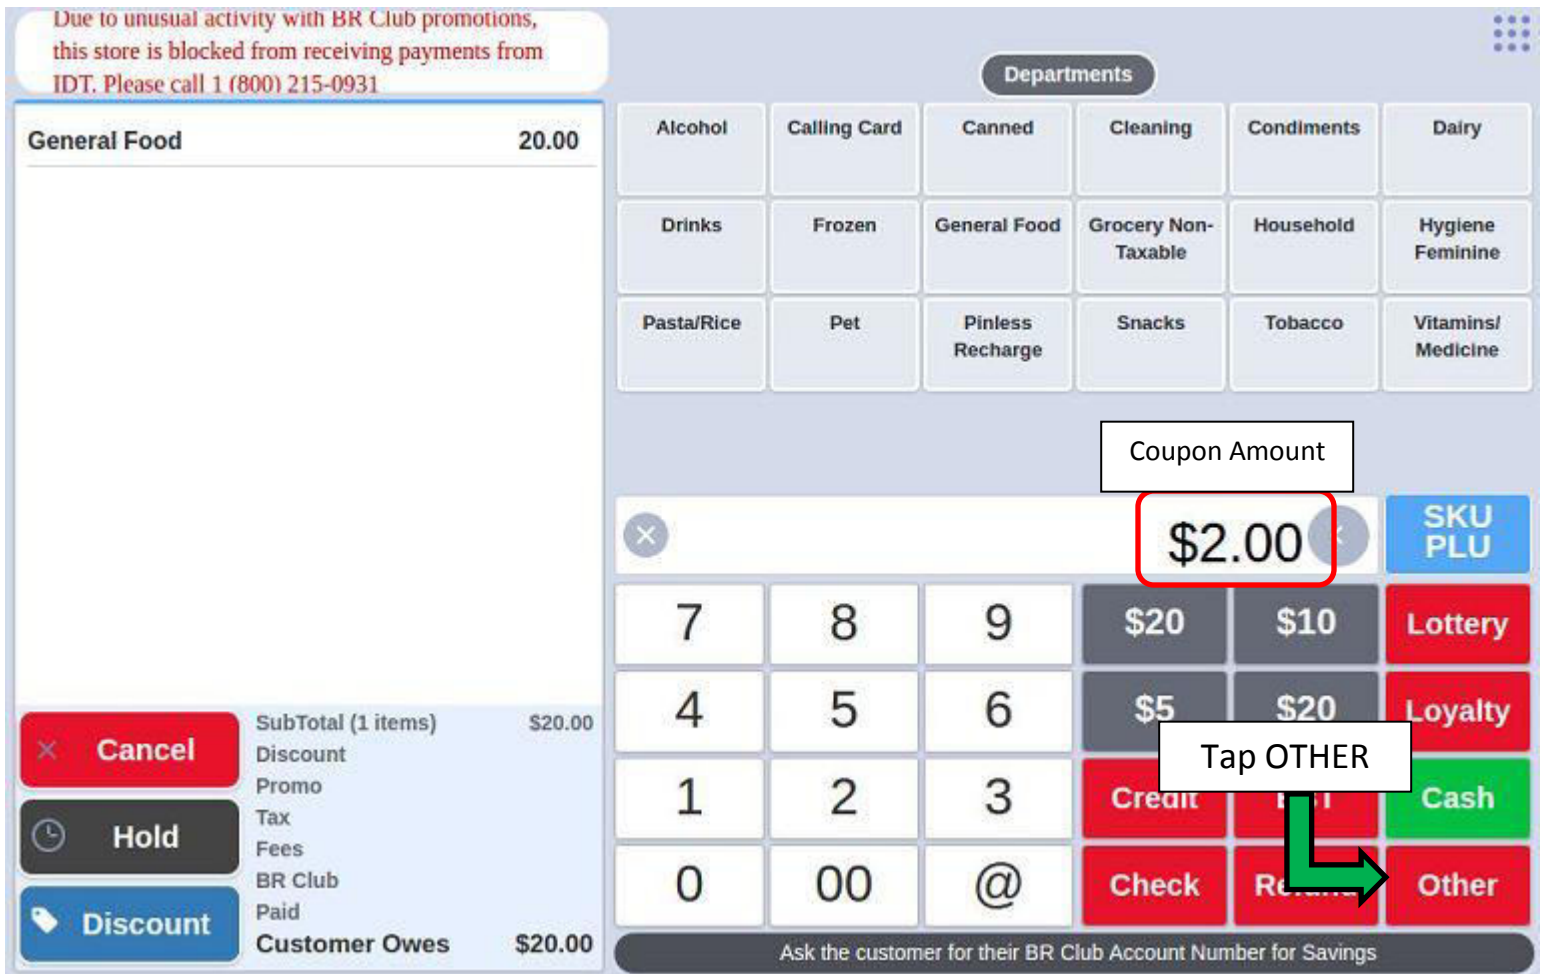 Due to unusual activity with BR Club promotions,
this store is blocked from receiving payments from
IDT. Please call 1 (800) 215-0931
Departments
General Food 20.00
Alcohol
Calling Card
Canned
Cleaning
Condiments
Dairy
Drinks
Frozen
General Food
Grocery Non-
Taxable
Household
Hygiene
Feminine
Pasta/Rice
Pet
Pinless
Recharge
Snacks
Tobacco
Vitamins/
Medicine
Coupon Amount
$2.00
SKU
PLU
7 8 9 $20 $10 Lottery
4 5 6 $5 $20 Loyalty
Tap OTHER
1 2 3 Credit Cash
0 00 @ Check Other
Cancel
Hold
Discount
SubTotal (1 items) $20.00
Discount
Promo
Tax
Fees
BR Club
Paid
Customer Owes $20.00
Ask the customer for their BR Club Account Number for Savings